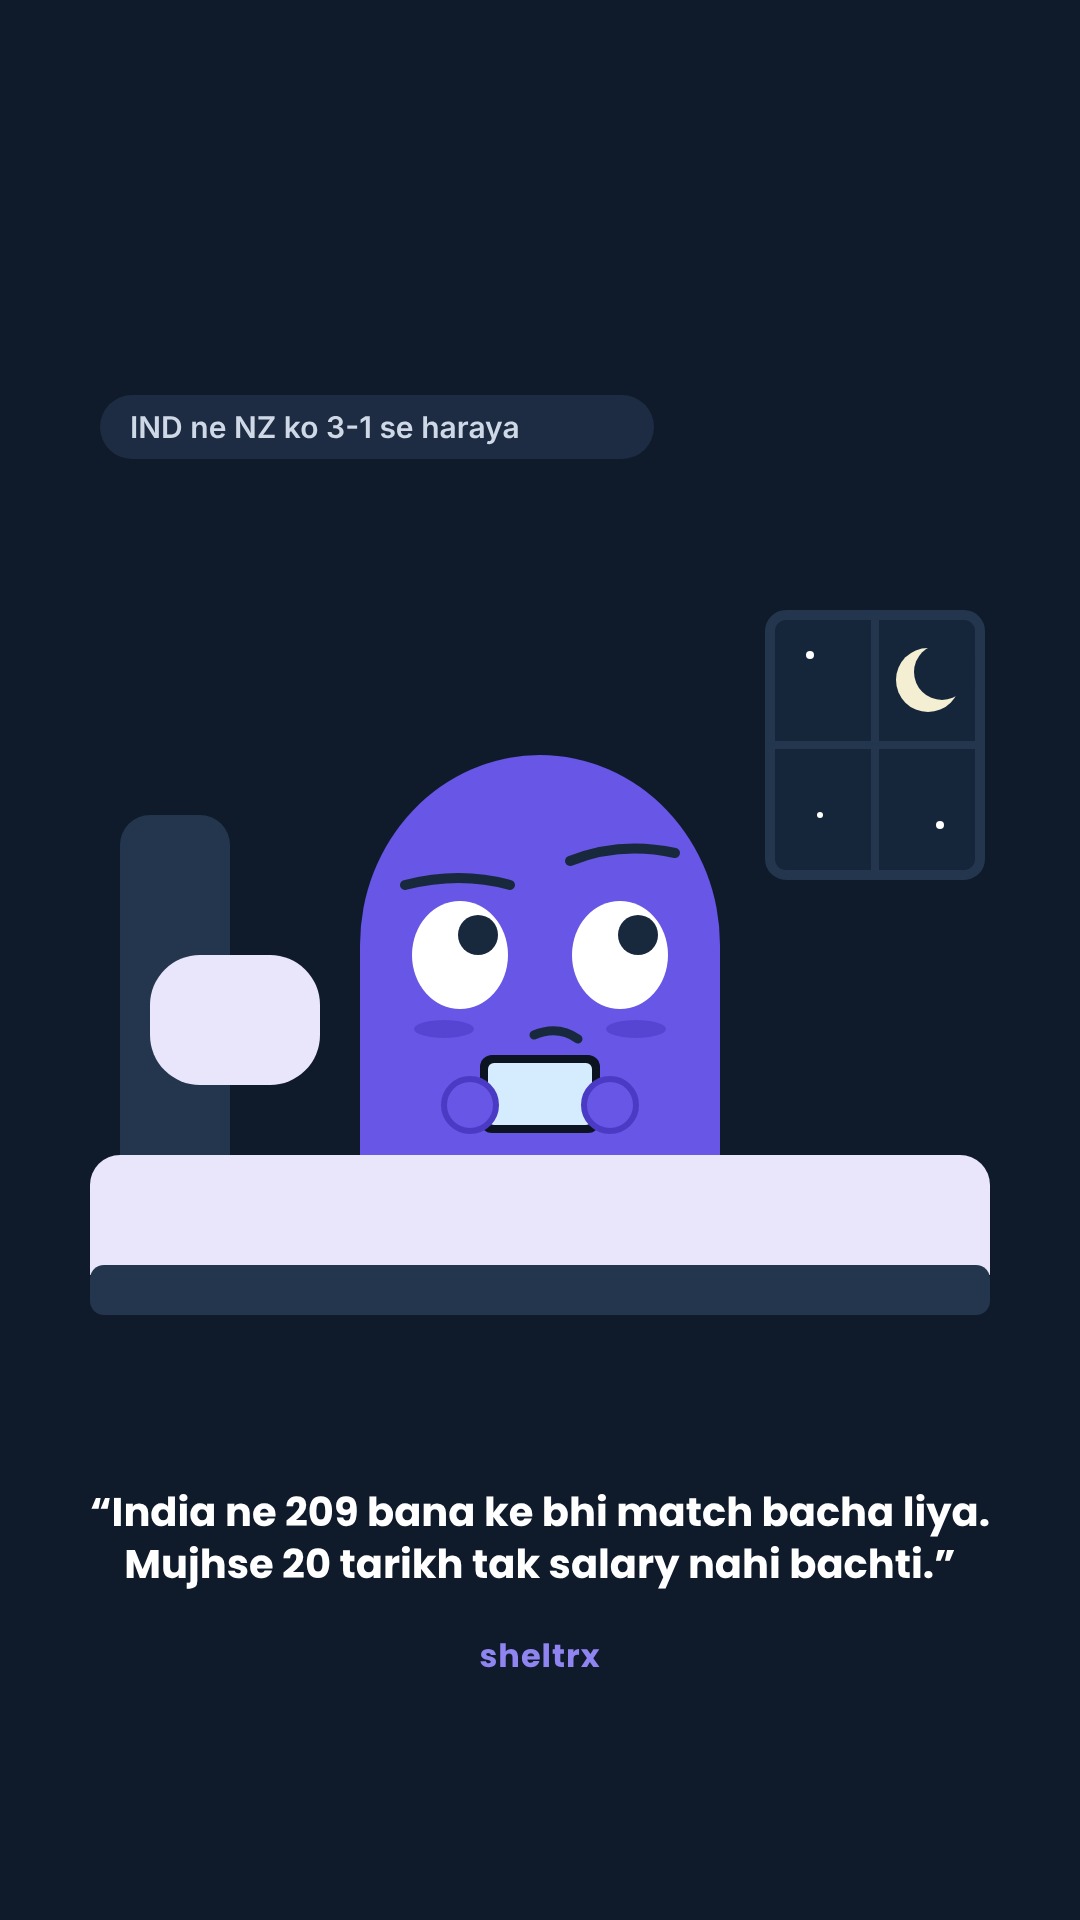 IND ne NZ ko 3-1 se haraya
“India ne 209 bana ke bhi match bacha liya.
Mujhse 20 tarikh tak salary nahi bachti.”
sheltrx